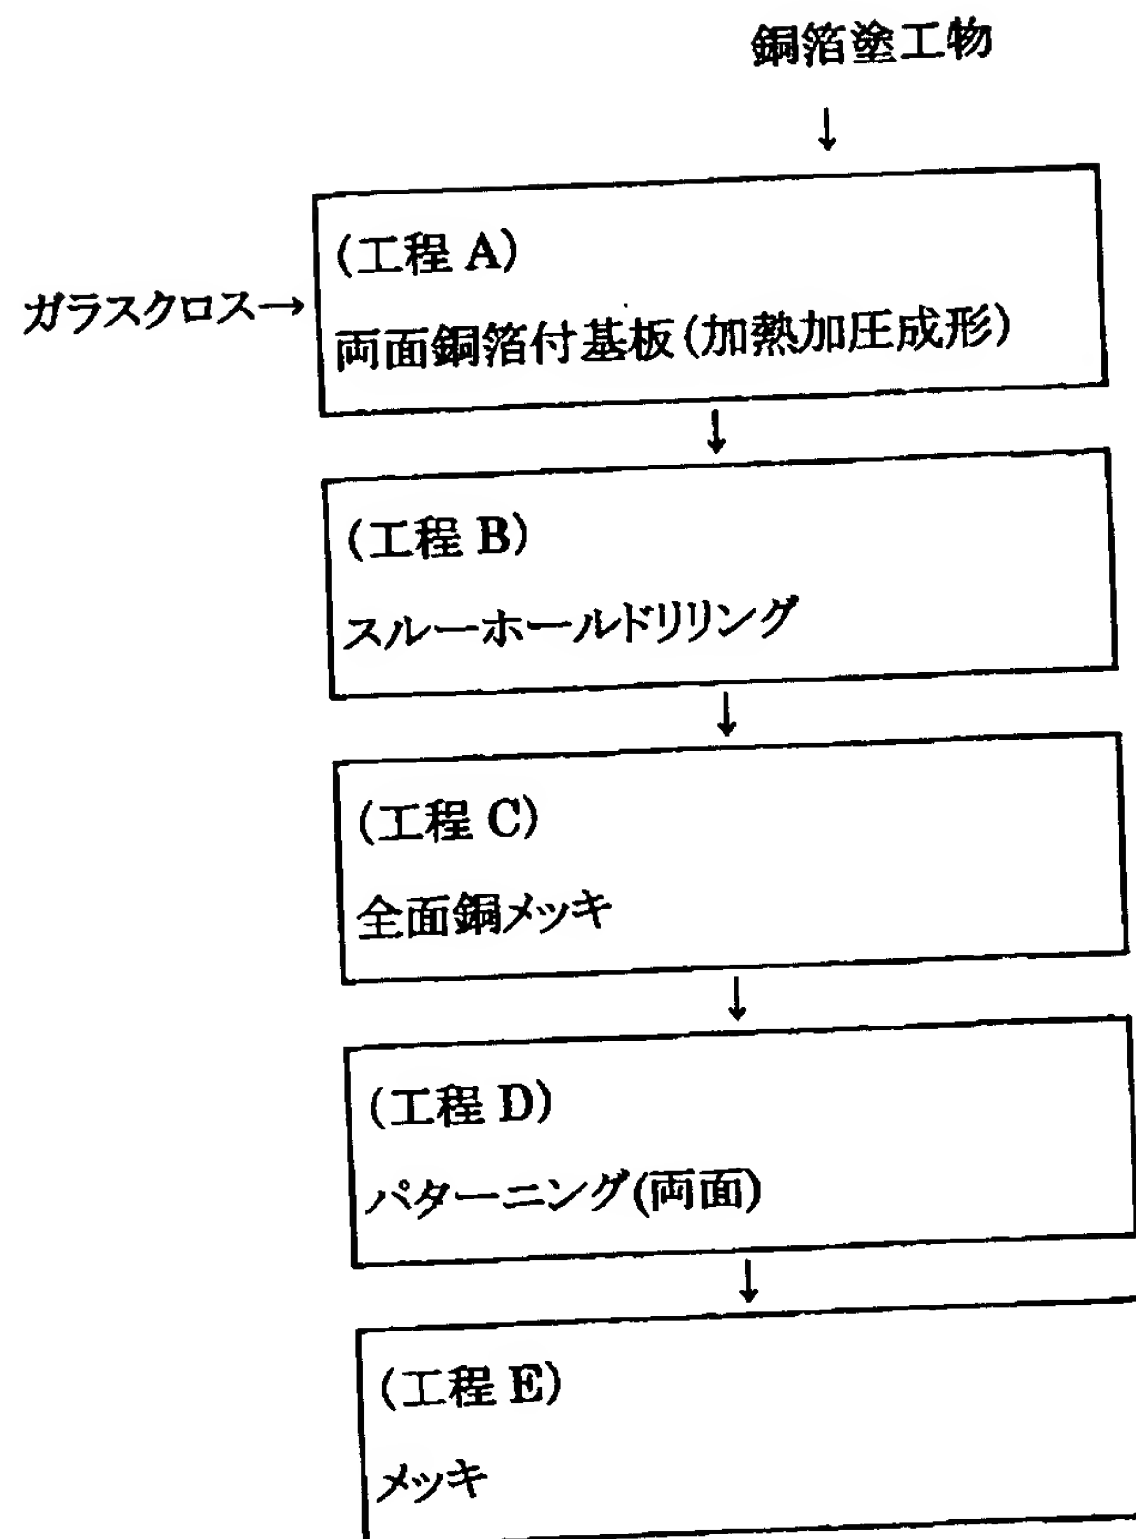 銅箔塗工物
↓
(工程 A)
ガラスクロス→
両面銅箔付基板(加熱加圧成形)
↓
(工程 B)
スルーホールドリリング
↓
(工程 C)
全面銅メッキ
↓
(工程 D)
パターニング(両面)
↓
(工程 E)
メッキ